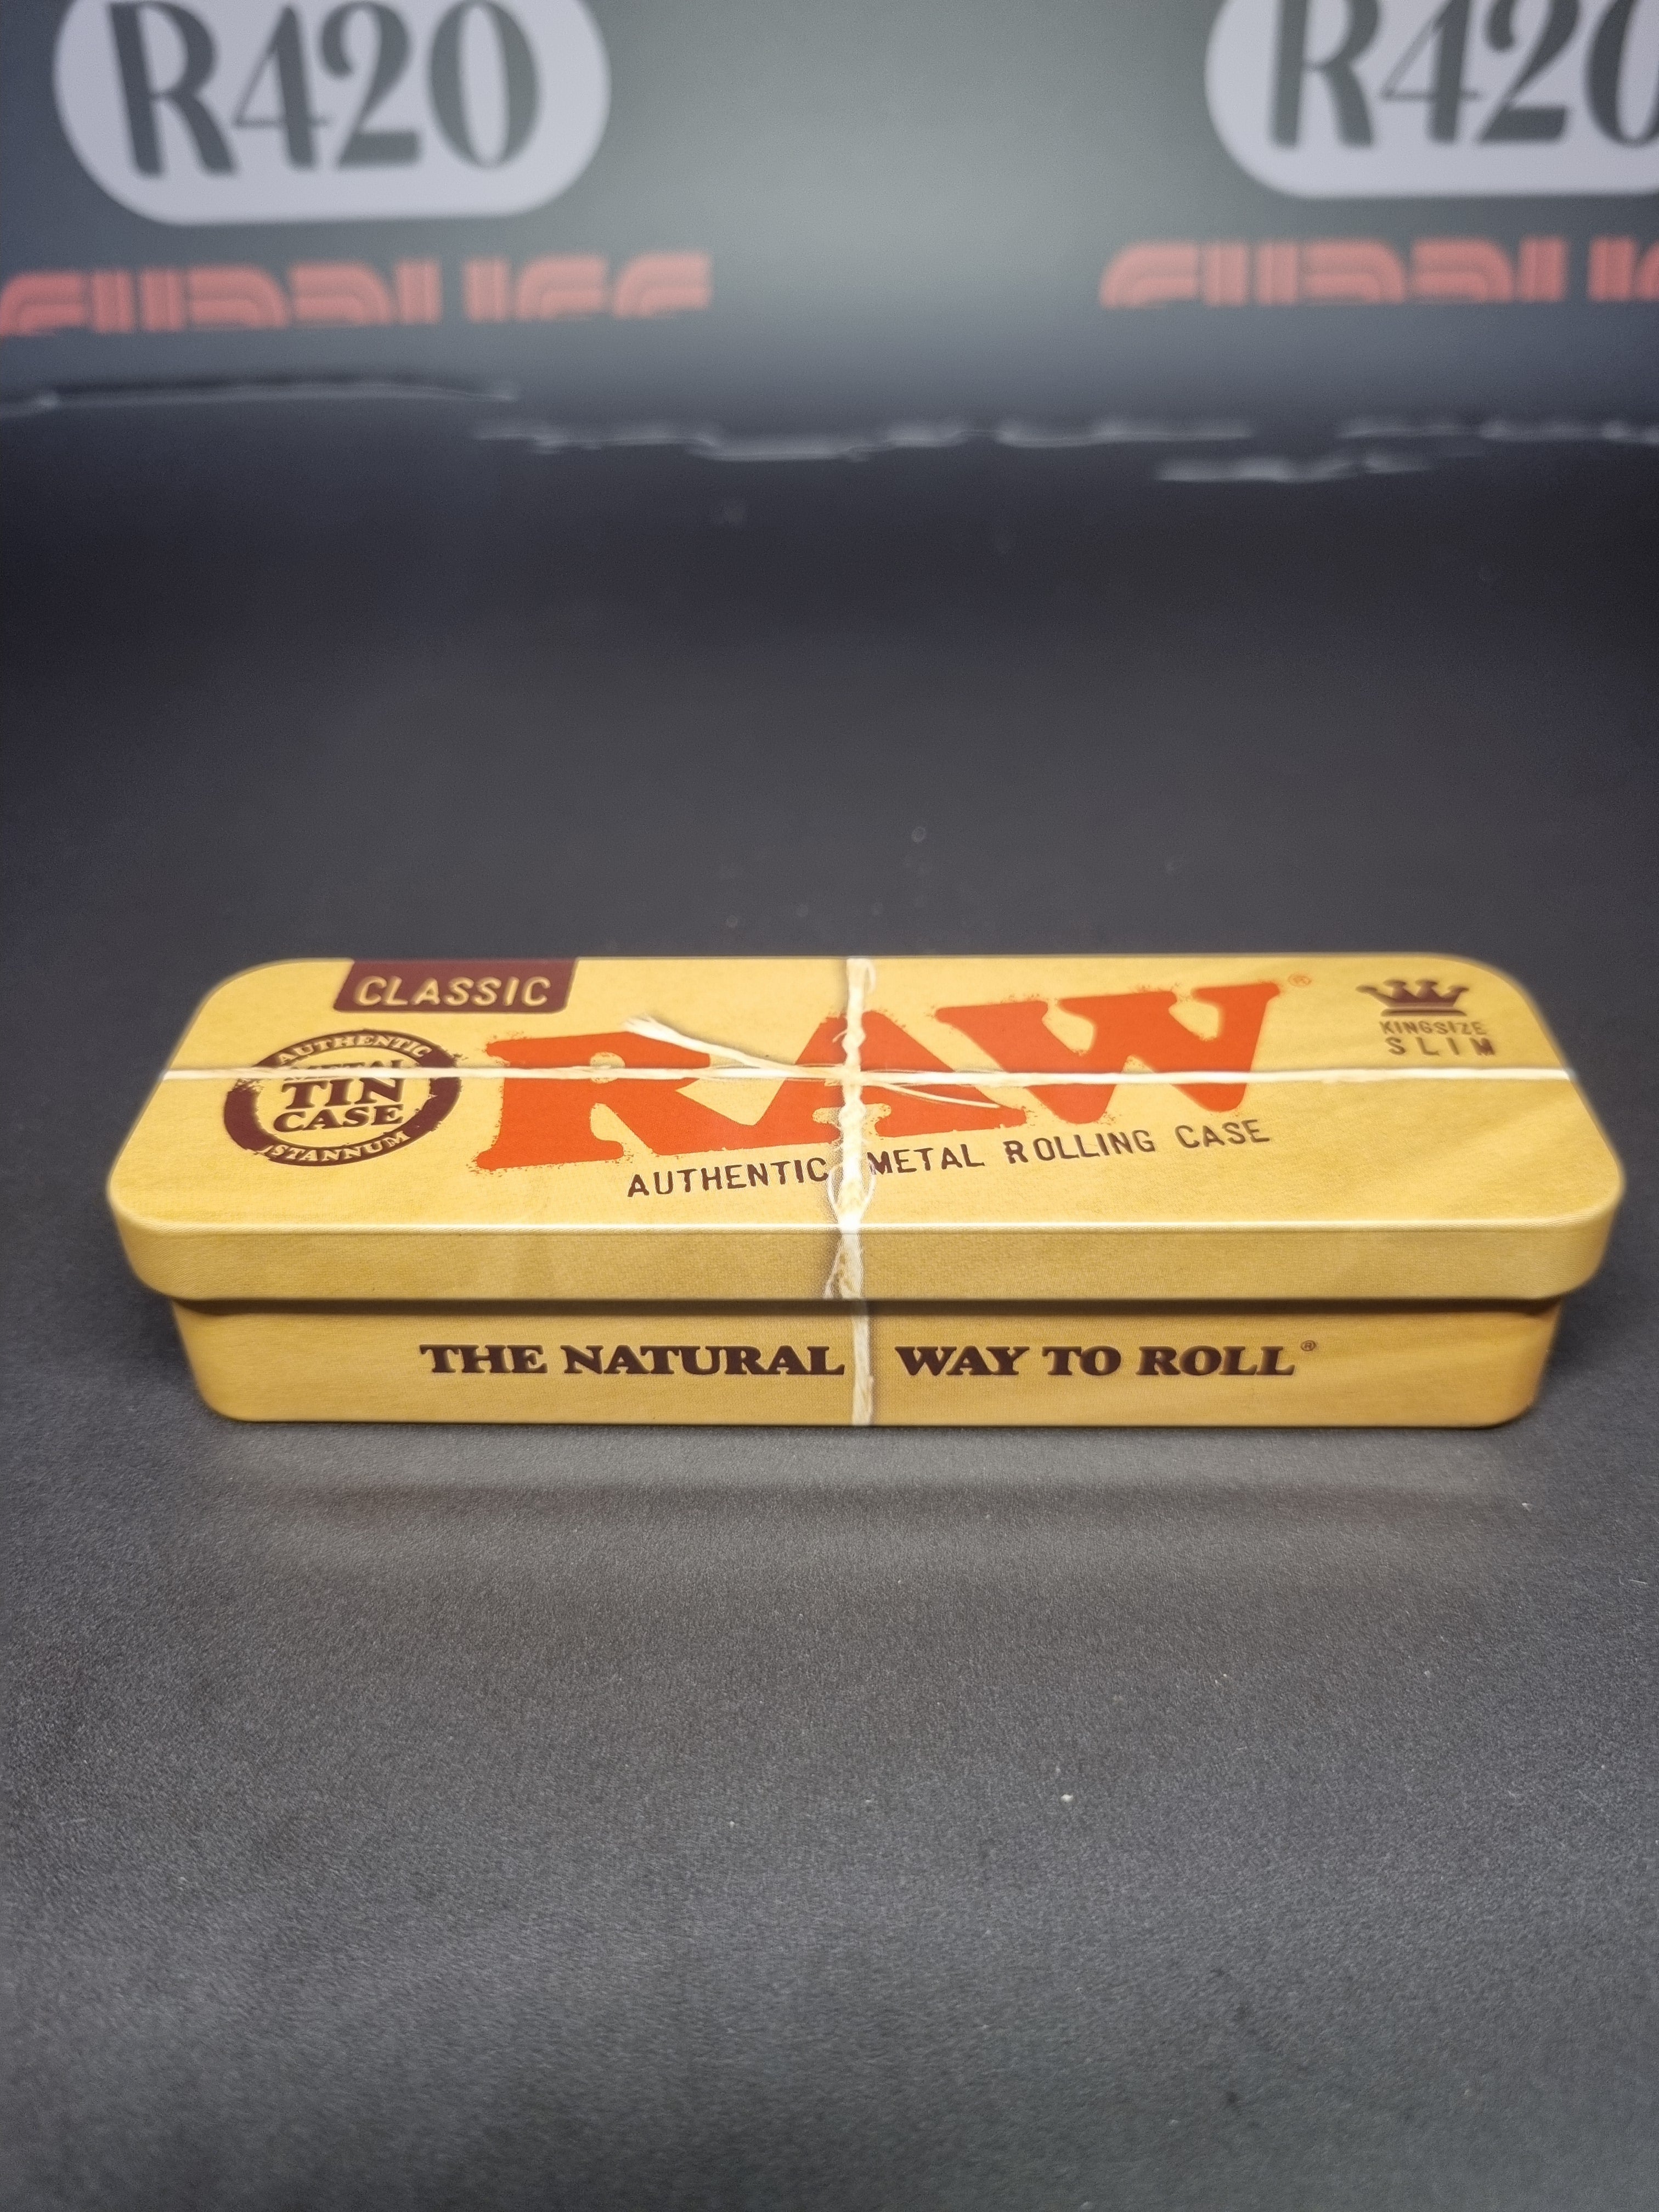 R420
R420
CLASSIC
RAW®
KINGSIZE
SLIM
AUTHENTIC
METAL
TIN
CASE
STANNUM
AUTHENTIC METAL ROLLING CASE
THE NATURAL WAY TO ROLL®